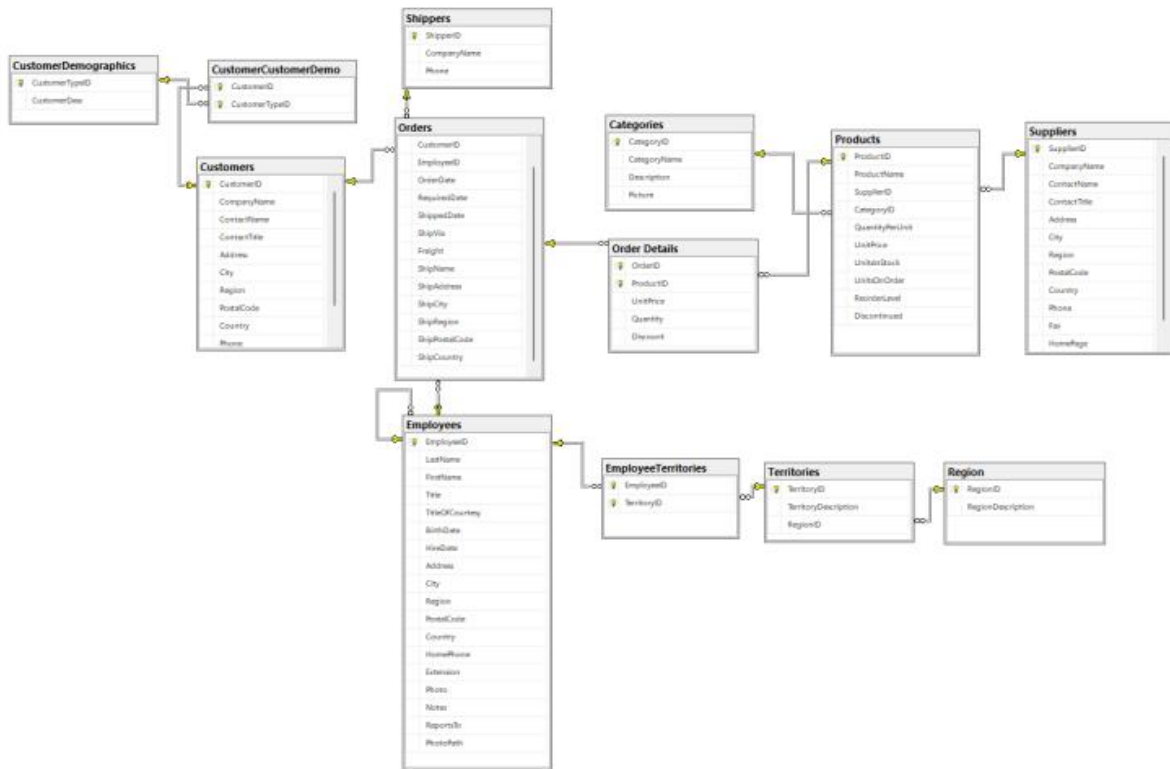 Shippers
ShipperID
CompanyName
Phone
CustomerDemographics
CustomerTypeID
CustomerDesc
CustomerCustomerDemo
CustomerID
CustomerTypeID
Customers
CustomerID
CompanyName
ContactName
ContactTitle
Address
City
Region
PostalCode
Country
Phone
Orders
CustomerID
EmployeeID
OrderDate
RequiredDate
ShippedDate
ShipVia
Freight
ShipName
ShipAddress
ShipCity
ShipRegion
ShipPostalCode
ShipCountry
Categories
CategoryID
CategoryName
Description
Picture
Order Details
OrderID
ProductID
UnitPrice
Quantity
Discount
Products
ProductID
ProductName
SupplierID
CategoryID
QuantityPerUnit
UnitPrice
UnitsInStock
UnitsOnOrder
ReorderLevel
Discontinued
Suppliers
SupplierID
CompanyName
ContactName
ContactTitle
Address
City
Region
PostalCode
Country
Phone
Fax
HomePage
Employees
EmployeeID
LastName
FirstName
Title
TitleOfCourtesy
BirthDate
HireDate
Address
City
Region
PostalCode
Country
HomePhone
Extension
Photo
Notes
ReportsTo
PhotoPath
EmployeeTerritories
EmployeeID
TerritoryID
Territories
TerritoryID
TerritoryDescription
RegionID
Region
RegionID
RegionDescription